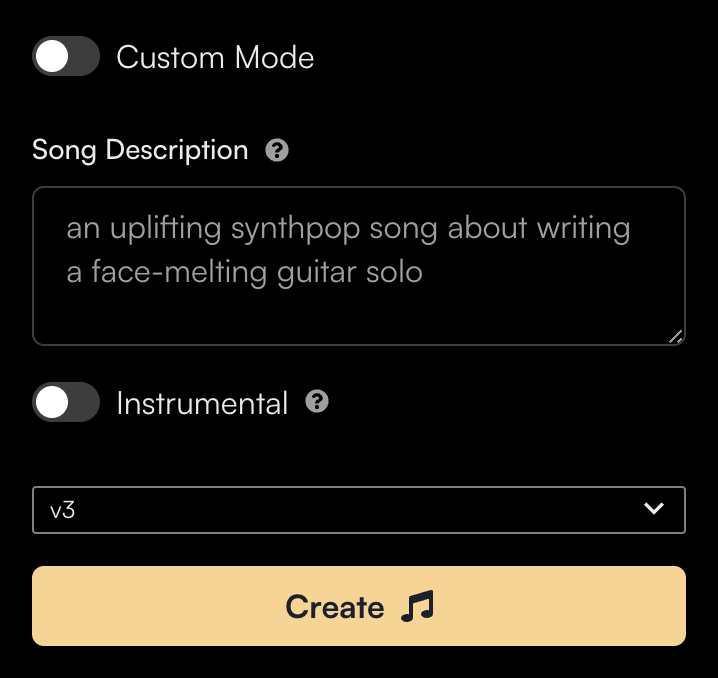 Custom Mode
Song Description
an uplifting synthpop song about writing
a face-melting guitar solo
Instrumental
v3
Create